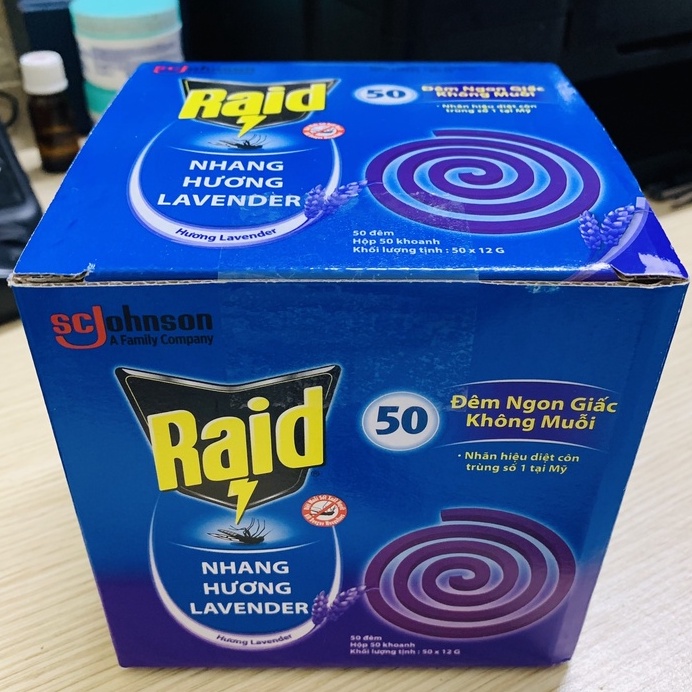 scjohnson
Raid
50
Đêm Ngon Giấc
Không Muỗi
• Nhãn hiệu diệt côn
trùng số 1 tại Mỹ
NHANG
HƯƠNG
LAVENDER
Hương Lavender
50 đêm
Hộp 50 khoanh
Khối lượng tịnh : 50 x 12 G
scjohnson
A Family Company
Raid
50
Đêm Ngon Giấc
Không Muỗi
• Nhãn hiệu diệt côn
trùng số 1 tại Mỹ
NHANG
HƯƠNG
LAVENDER
Hương Lavender
50 đêm
Hộp 50 khoanh
Khối lượng tịnh : 50 x 12 G